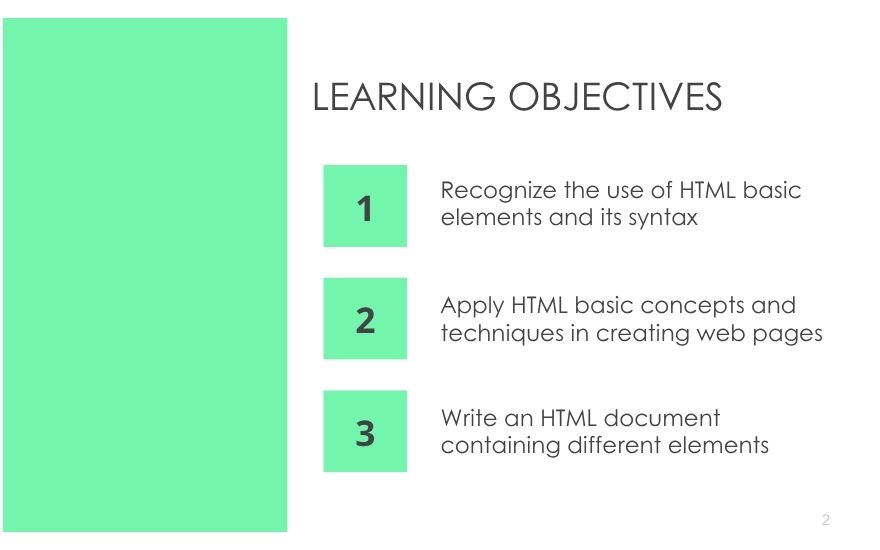 LEARNING OBJECTIVES
1
Recognize the use of HTML basic
elements and its syntax
2
Apply HTML basic concepts and
techniques in creating web pages
3
Write an HTML document
containing different elements
2